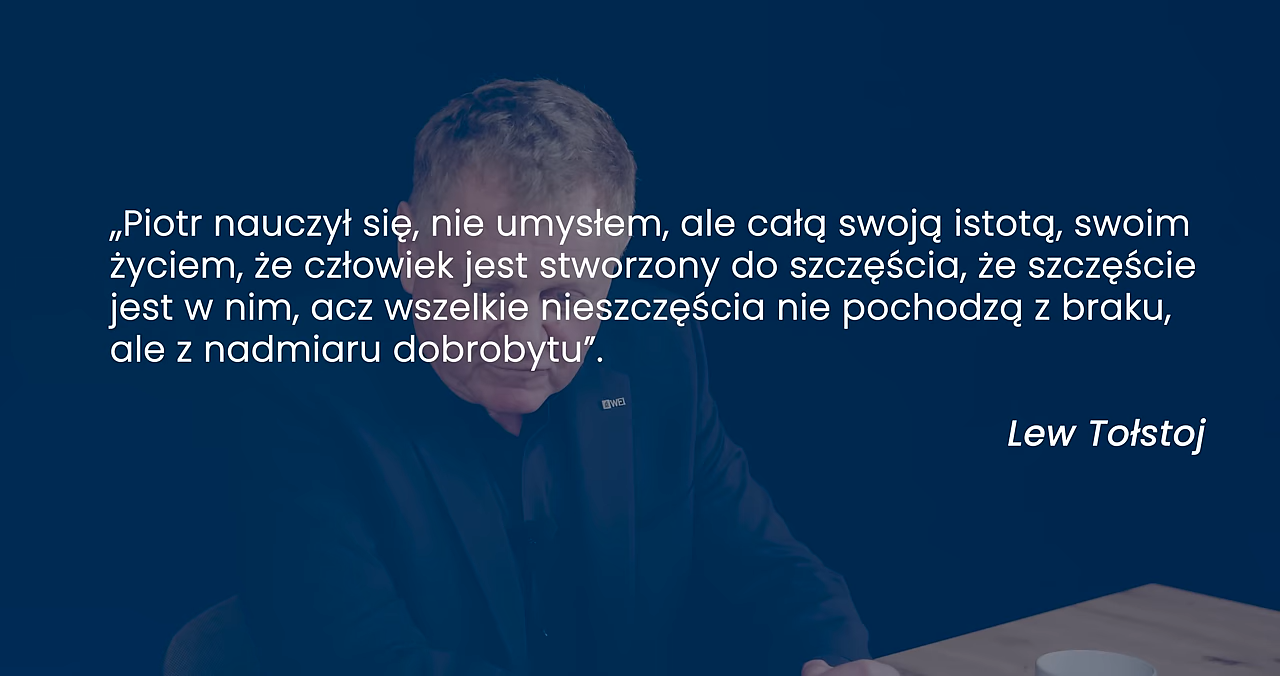 „Piotr nauczył się, nie umysłem, ale całą swoją istotą, swoim
życiem, że człowiek jest stworzony do szczęścia, że szczęście
jest w nim, acz wszelkie nieszczęścia nie pochodzą z braku,
ale z nadmiaru dobrobytu”.
#WEI
Lew Tołstoj